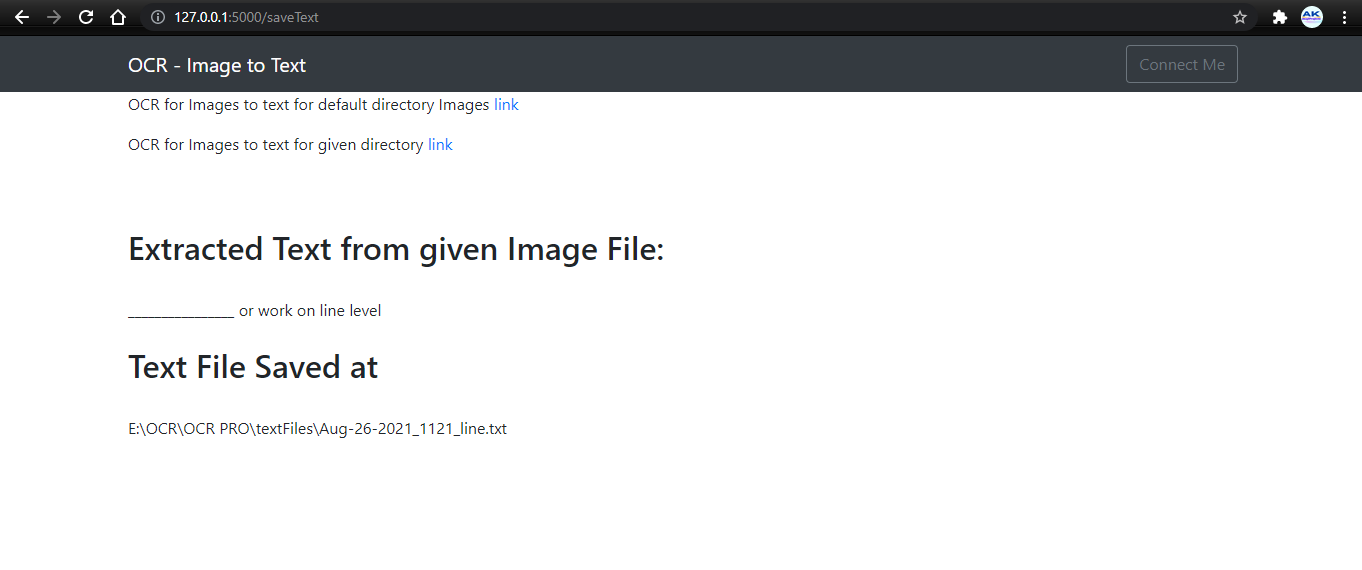 127.0.0.1:5000/saveText
AK
OCR - Image to Text
Connect Me
OCR for Images to text for default directory Images link
OCR for Images to text for given directory link
Extracted Text from given Image File:
________________ or work on line level
Text File Saved at
E:\OCR\OCR PRO\textFiles\Aug-26-2021_1121_line.txt